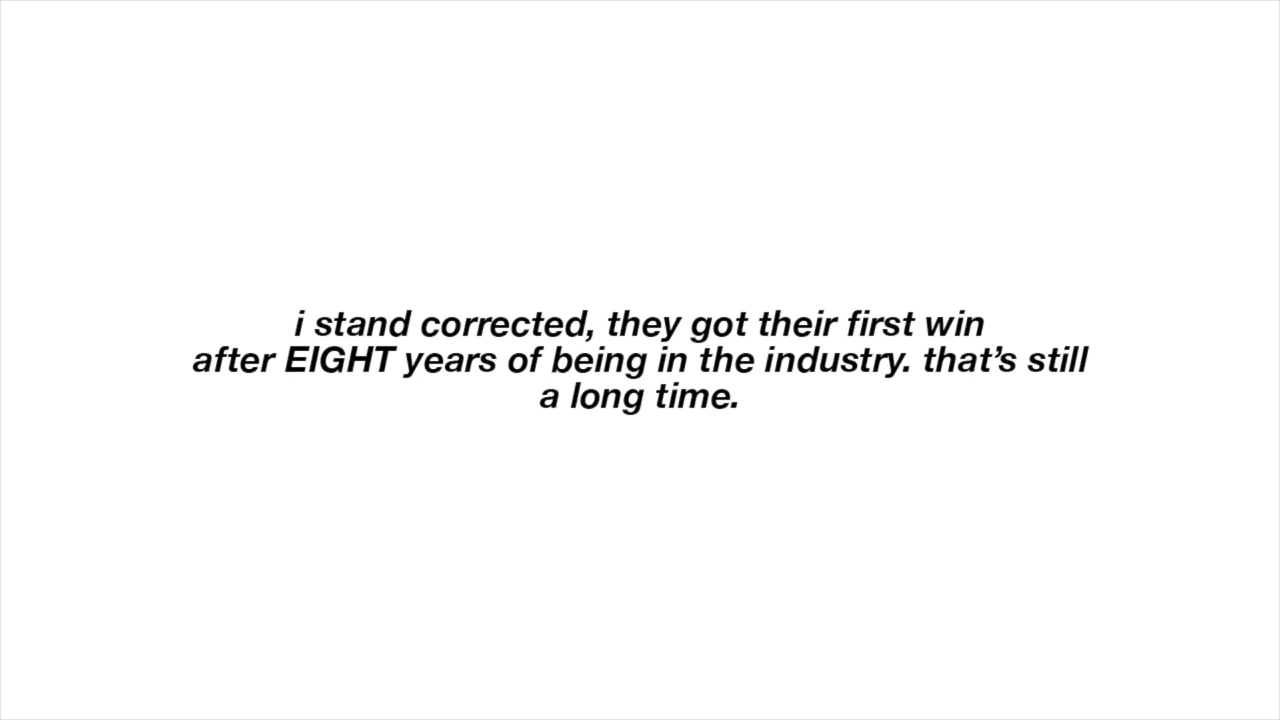 i stand corrected, they got their first win
after EIGHT years of being in the industry. that’s still
a long time.